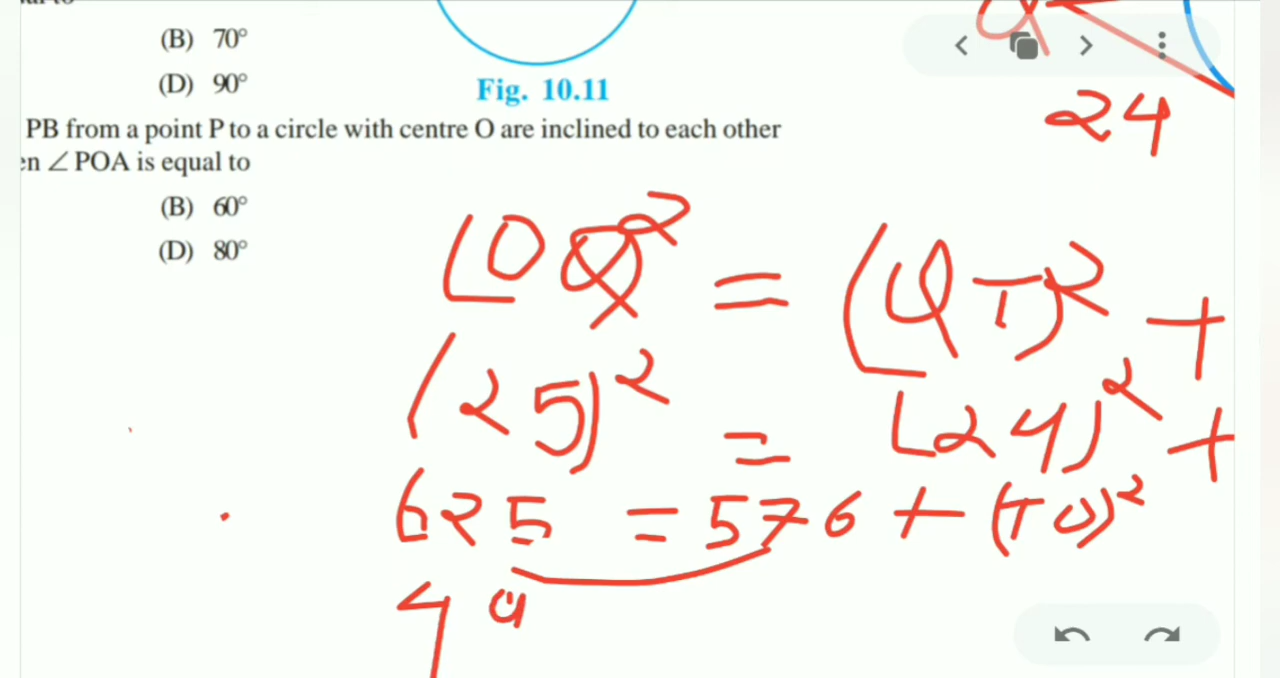 (B) 70°
(D) 90°
Fig. 10.11
24
PB from a point P to a circle with centre O are inclined to each other
en ∠POA is equal to
(B) 60°
(D) 80°
(OQ)² = (QT)² +
(25)² = (24)² +
625 = 576 + (TO)²
49